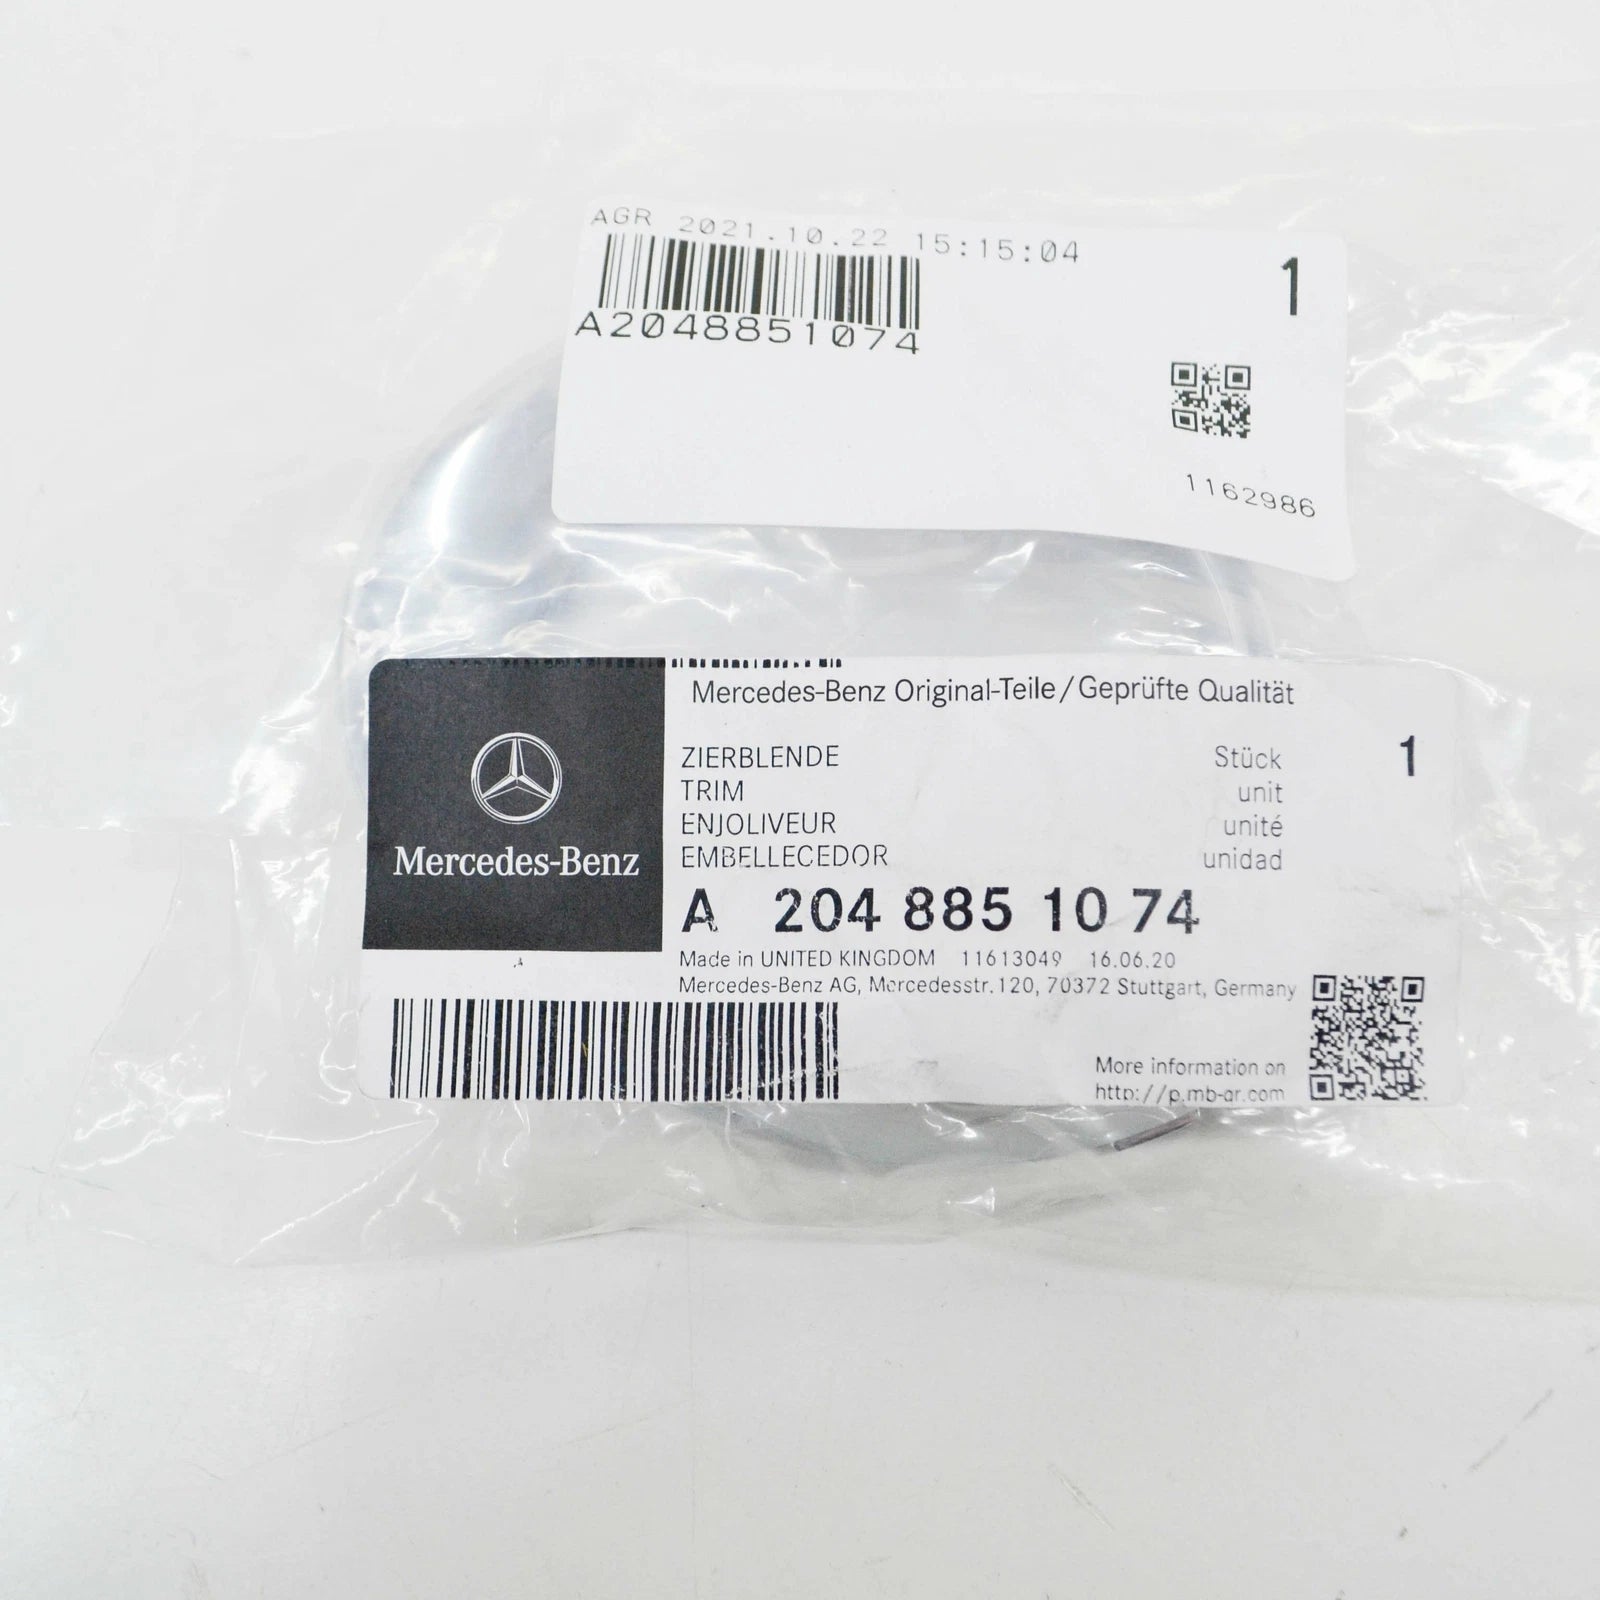 AGR 2021.10.22 15:15:04
1
A2048851074
1162986
Mercedes-Benz Original-Teile/Geprüfte Qualität
ZIERBLENDE Stück 1
TRIM unit
ENJOLIVEUR unité
EMBELLECEDOR unidad
Mercedes-Benz
A 204 885 10 74
Made in UNITED KINGDOM 11613049 16.06.20
Mercedes-Benz AG, Mercedesstr.120, 70372 Stuttgart, Germany
More information on
http://p.mb-qr.com